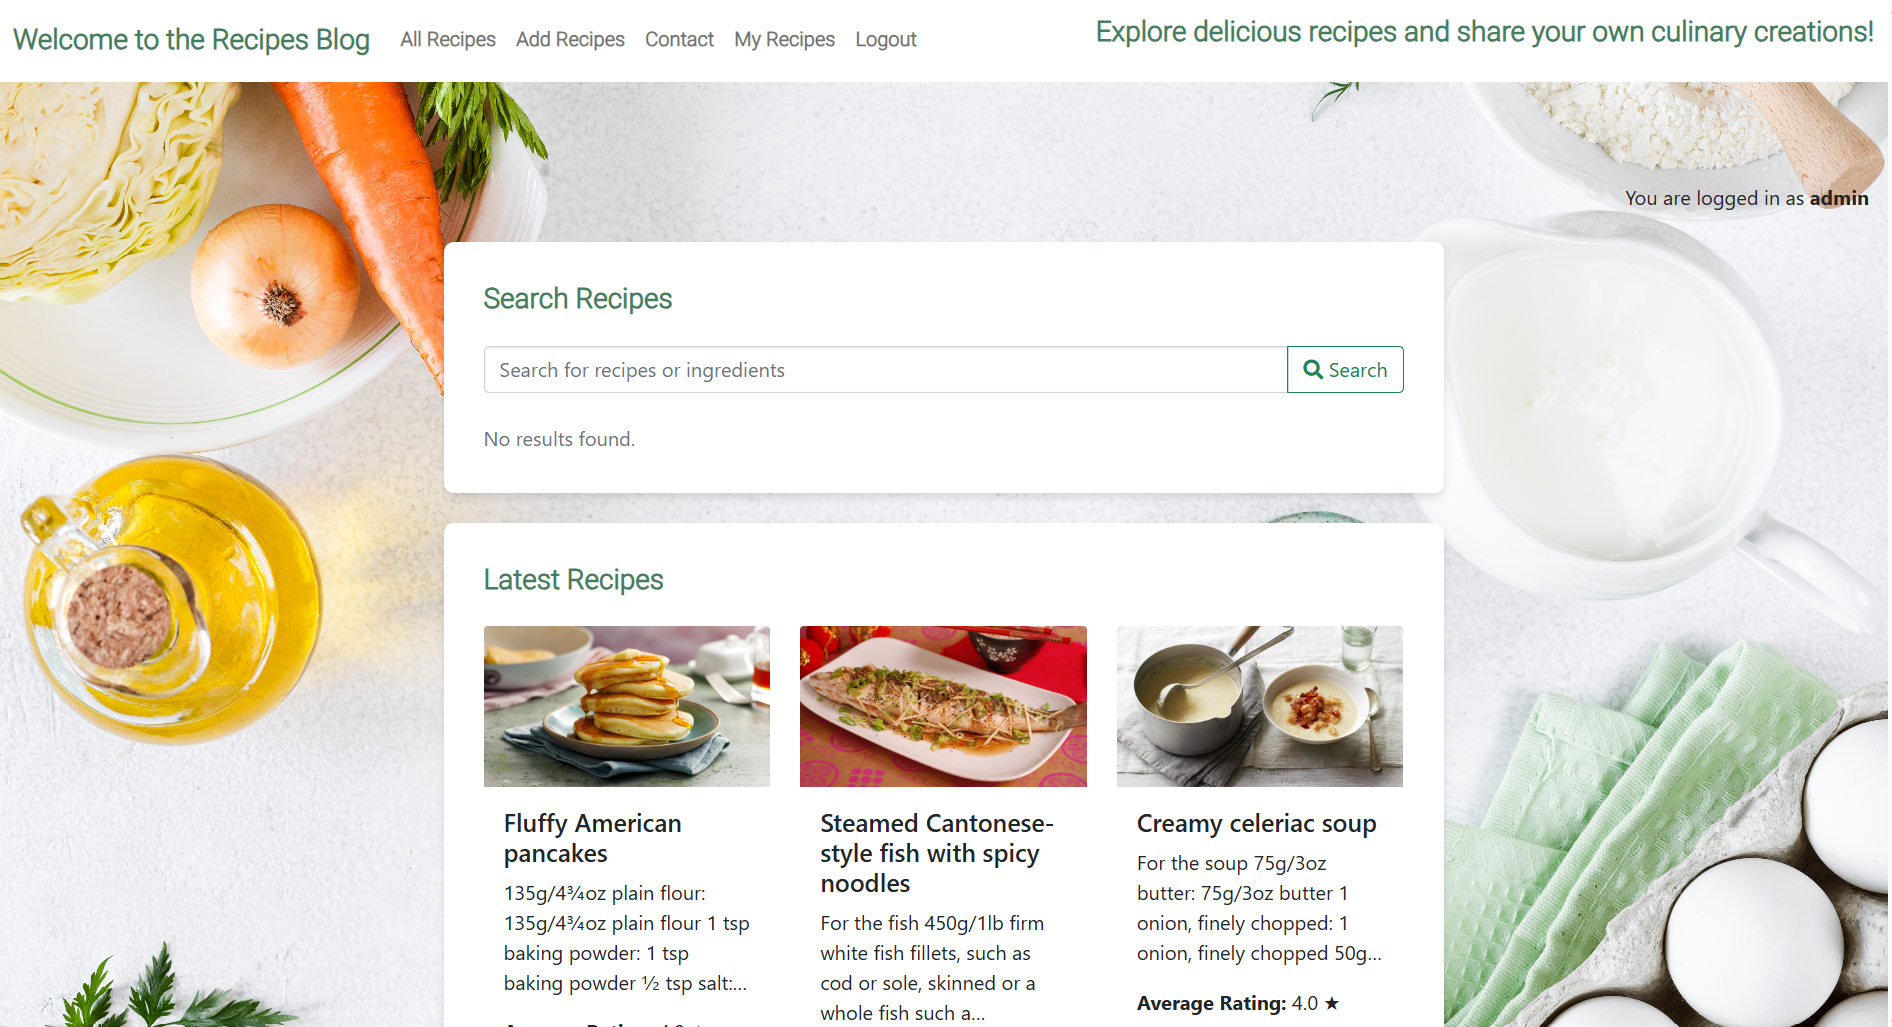 Welcome to the Recipes Blog
All Recipes
Add Recipes
Contact
My Recipes
Logout
Explore delicious recipes and share your own culinary creations!
You are logged in as admin
Search Recipes
Search for recipes or ingredients
Search
No results found.
Latest Recipes
Fluffy American
pancakes
135g/4¾oz plain flour:
135g/4¾oz plain flour 1 tsp
baking powder: 1 tsp
baking powder ½ tsp salt:...
Steamed Cantonese-
style fish with spicy
noodles
For the fish 450g/1lb firm
white fish fillets, such as
cod or sole, skinned or a
whole fish such a...
Creamy celeriac soup
For the soup 75g/3oz
butter: 75g/3oz butter 1
onion, finely chopped: 1
onion, finely chopped 50g...
Average Rating: 4.0 ★